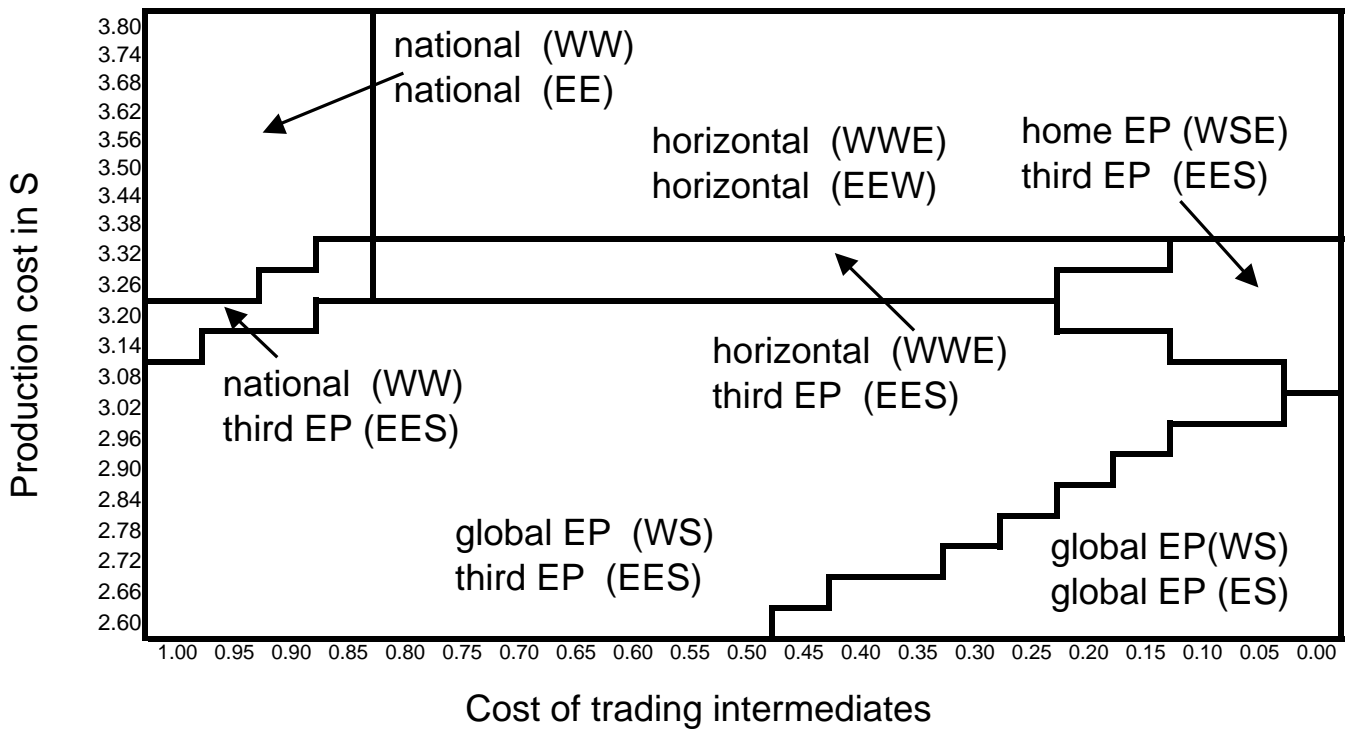 3.80
3.74
3.68
3.62
3.56
3.50
3.44
3.38
3.32
3.26
3.20
3.14
3.08
3.02
2.96
2.90
2.84
2.78
2.72
2.66
2.60
Production cost in S
national (WW)
national (EE)
horizontal (WWE)
horizontal (EEW)
home EP (WSE)
third EP (EES)
horizontal (WWE)
third EP (EES)
national (WW)
third EP (EES)
global EP (WS)
third EP (EES)
global EP(WS)
global EP (ES)
1.00 0.95 0.90 0.85 0.80 0.75 0.70 0.65 0.60 0.55 0.50 0.45 0.40 0.35 0.30 0.25 0.20 0.15 0.10 0.05 0.00
Cost of trading intermediates